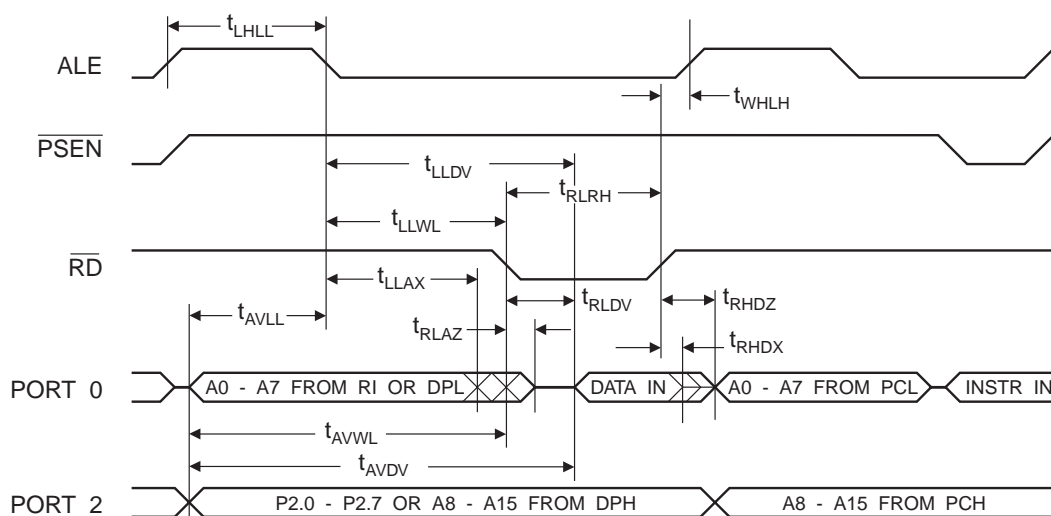 tLHLL
ALE
tWHLH
PSEN
tLLDV
tRLRH
tLLWL
RD
tLLAX
tRLDV
tRHDZ
tAVLL
tRLAZ
tRHDX
PORT 0
A0 - A7 FROM RI OR DPL
DATA IN
A0 - A7 FROM PCL
INSTR IN
tAVWL
tAVDV
PORT 2
P2.0 - P2.7 OR A8 - A15 FROM DPH
A8 - A15 FROM PCH